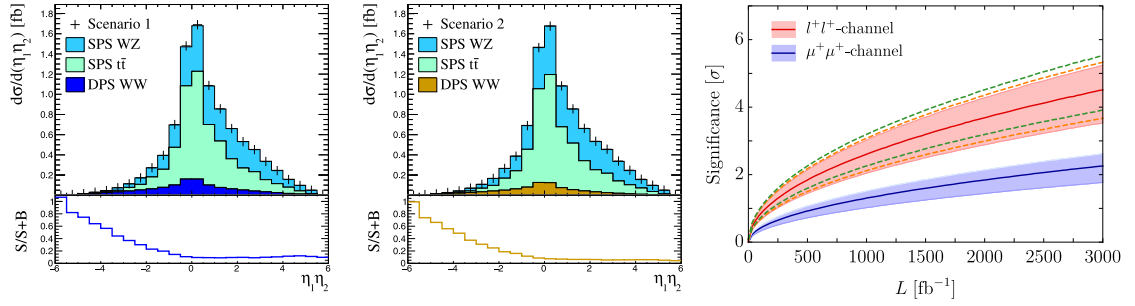 dσ/d(η₁η₂) [fb]
1.8
1.6
1.4
1.2
1.0
0.8
0.6
0.4
0.2
+ Scenario 1
SPS WZ
SPS tt̄
DPS WW
S/S+B
1
0.8
0.6
0.4
0.2
0
−6 −4 −2 0 2 4 6
η₁η₂
dσ/d(η₁η₂) [fb]
1.8
1.6
1.4
1.2
1.0
0.8
0.6
0.4
0.2
+ Scenario 2
SPS WZ
SPS tt̄
DPS WW
S/S+B
1
0.8
0.6
0.4
0.2
0
−6 −4 −2 0 2 4 6
η₁η₂
Significance [σ]
6
4
2
0
l⁺l⁺-channel
μ⁺μ⁺-channel
0 500 1000 1500 2000 2500 3000
L [fb⁻¹]